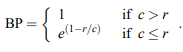 BP = { 1 if c > r
e^(1−r/c) if c ≤ r .